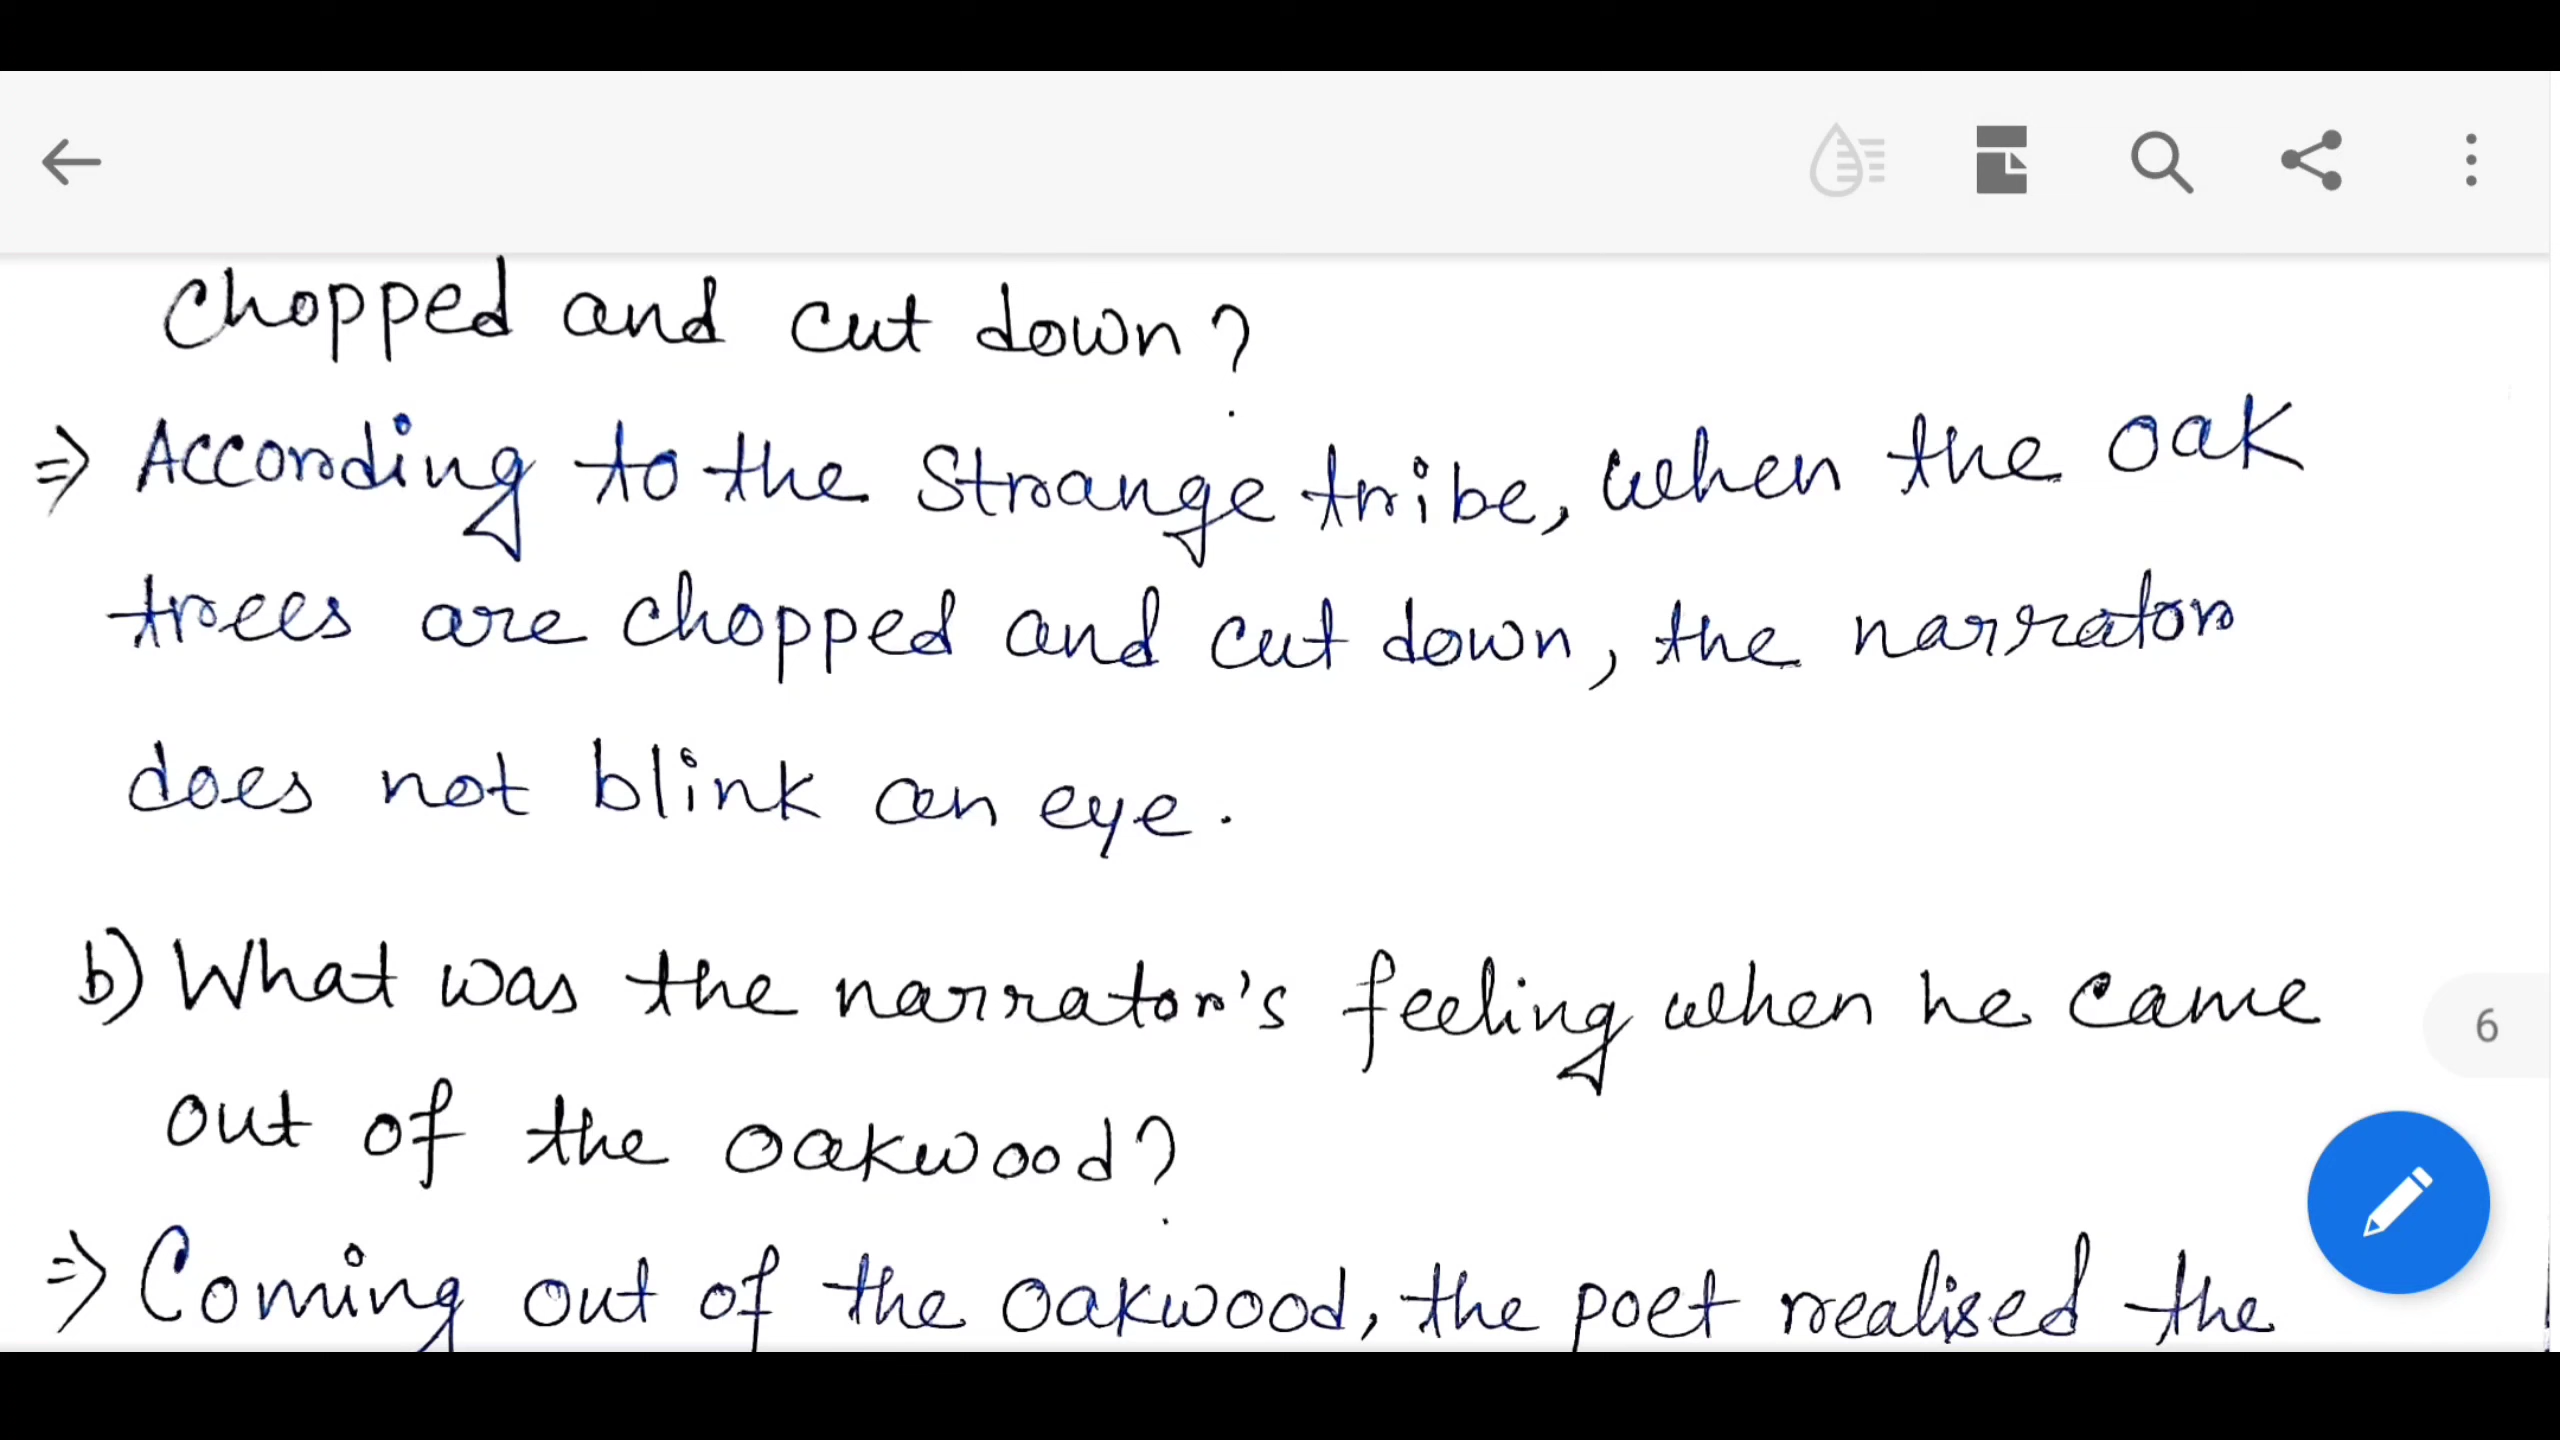 chopped and cut down?
⇒ According to the strange tribe, when the oak
trees are chopped and cut down, the narrator
does not blink an eye.
b) What was the narrator's feeling when he came
6
out of the oakwood?
⇒ Coming out of the oakwood, the poet realised the